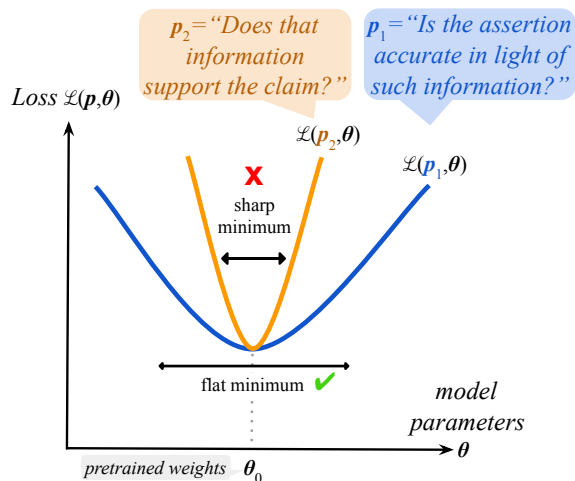 p₂=“Does that
information
support the claim?”
p₁=“Is the assertion
accurate in light of
such information?”
Loss ℒ(p,θ)
ℒ(p₂,θ)
ℒ(p₁,θ)
X
sharp
minimum
flat minimum ✔
model
parameters
θ
pretrained weights θ₀